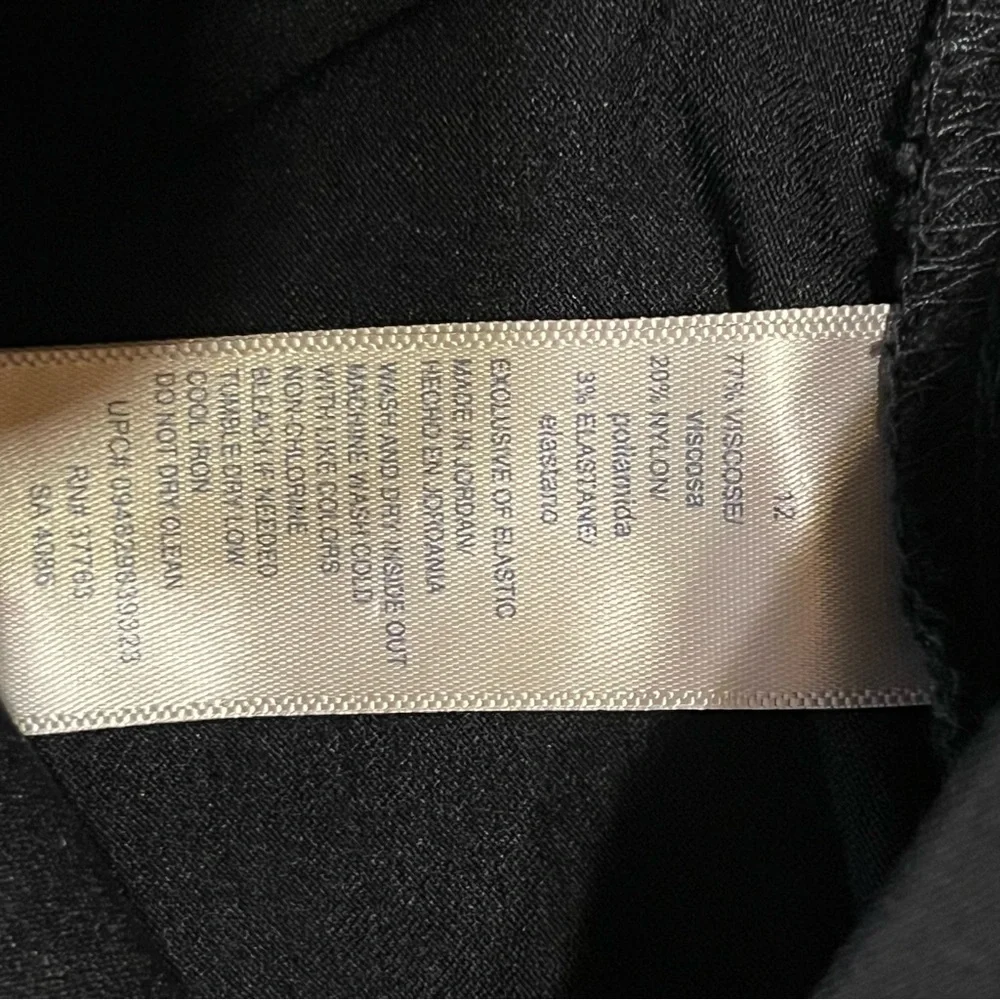 12
77% VISCOSE/
viscosa
20% NYLON
poliamida
3% ELASTANE/
elastano
EXCLUSIVE OF ELASTIC
MADE IN JORDAN
HECHO EN JORDANIA
WASH AND DRY INSIDE OUT
MACHINE WASH COLD
WITH LIKE COLORS
NON-CHLORINE
BLEACH IF NEEDED
TUMBLE DRY LOW
COOL IRON
DO NOT DRY CLEAN
RN# 37763